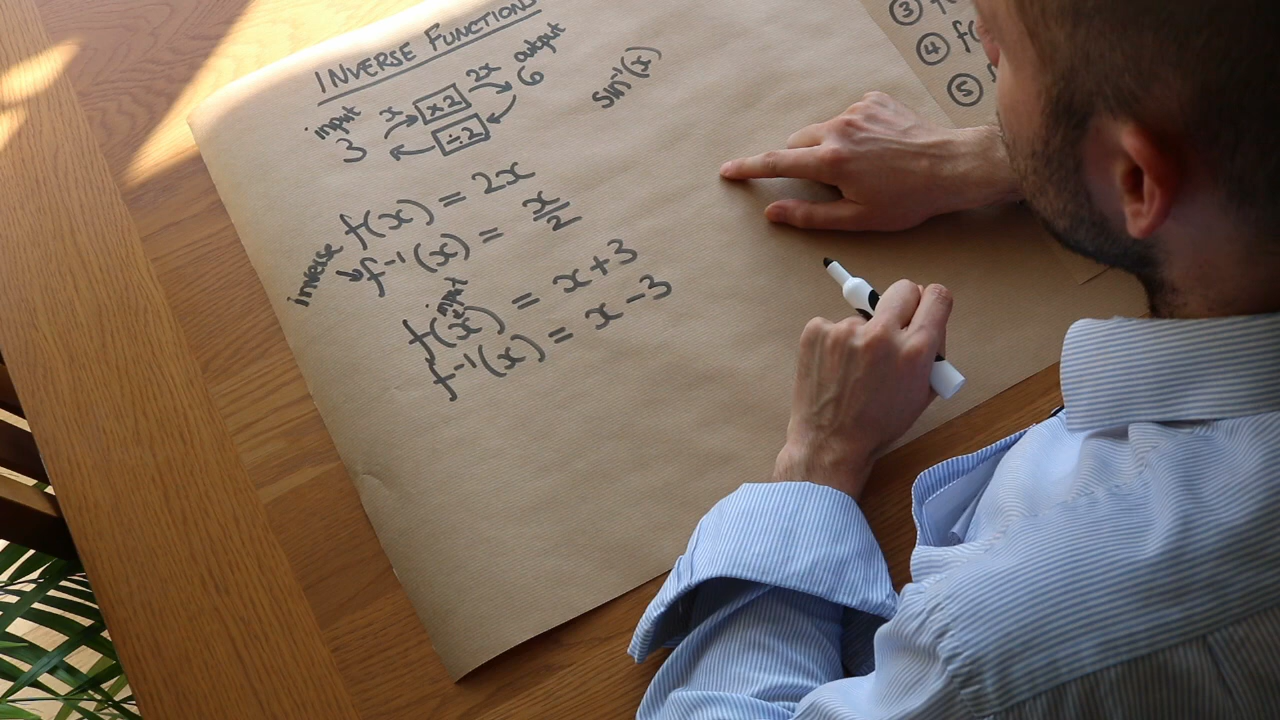 INVERSE FUNCTIONS
input x ×2 2x output
3 ÷2 6
sin⁻¹(x)
f(x) = 2x
inverse f⁻¹(x) = x/2
input
f(x) = x+3
f⁻¹(x) = x-3
③ f(
④ f(
⑤